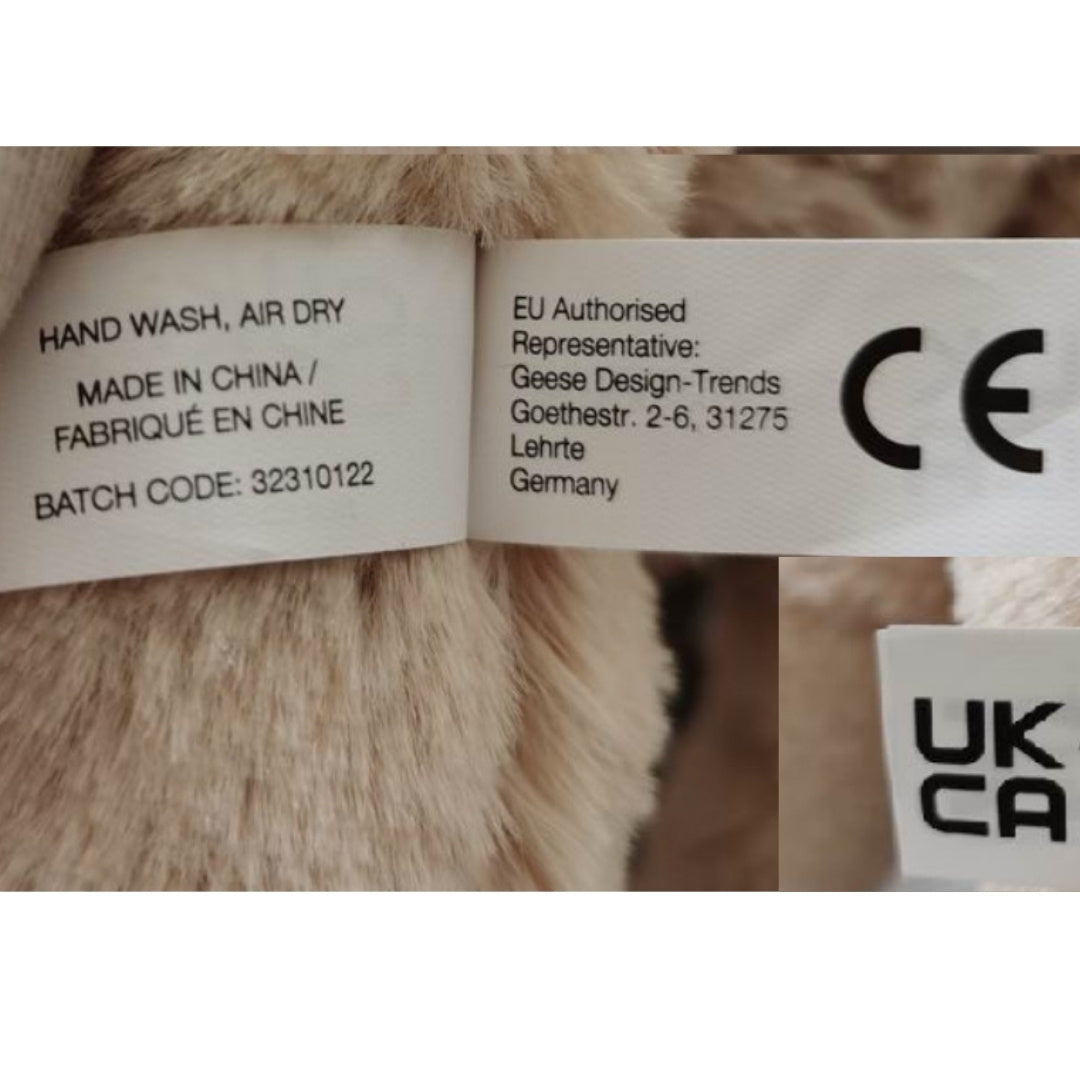 HAND WASH, AIR DRY
MADE IN CHINA /
FABRIQUÉ EN CHINE
BATCH CODE: 32310122
EU Authorised
Representative:
Geese Design-Trends
Goethestr. 2-6, 31275
Lehrte
Germany
CE
UK
CA